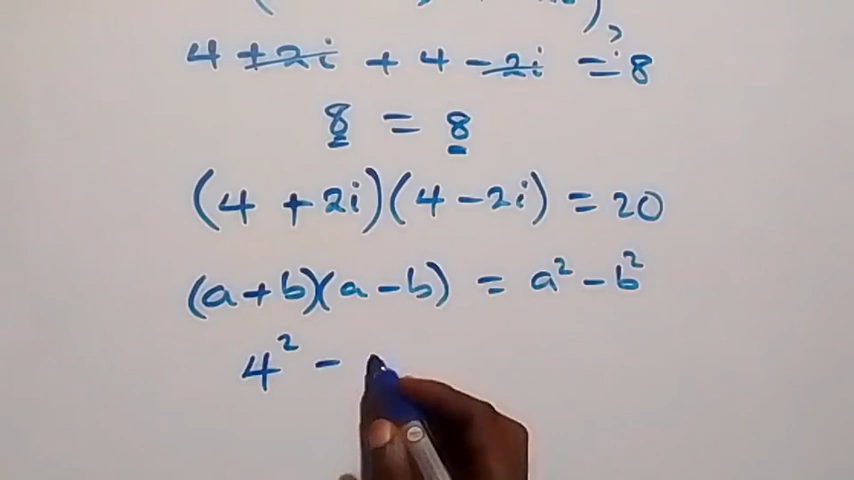 4 + 2i + 4 - 2i = 8
8 = 8
(4 + 2i)(4 - 2i) = 20
(a + b)(a - b) = a² - b²
4² -